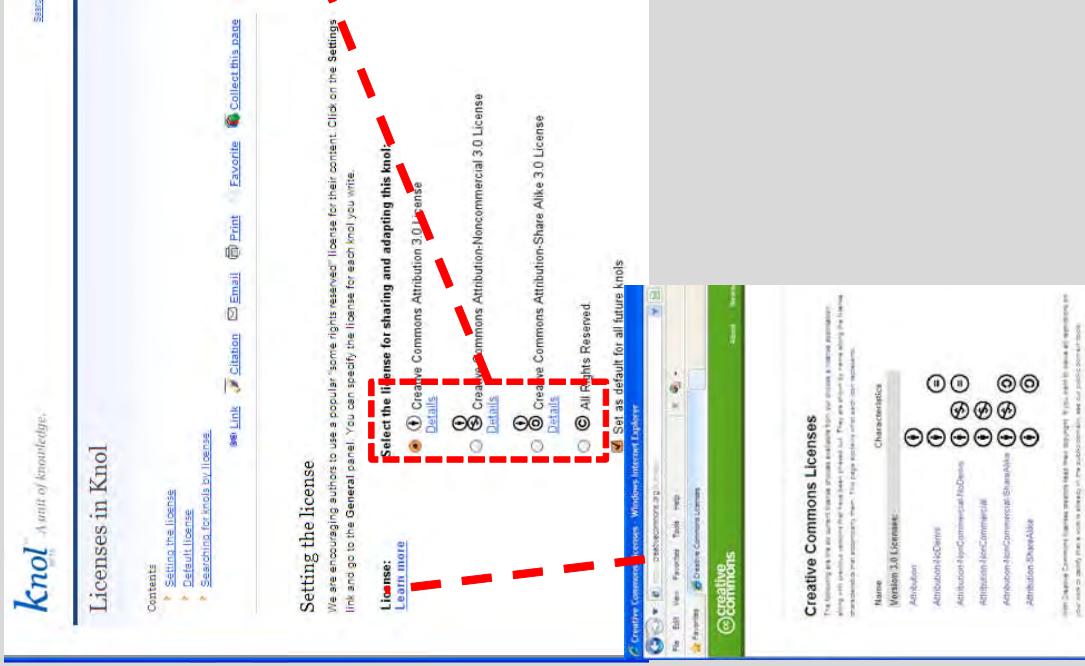 knol
A unit of knowledge.
Licenses in Knol
Contents
Setting the license
Default license
Searching for knols by license
Link Citation Email Print Favorite Collect this page
Setting the license
We are encouraging authors to use a popular "some rights reserved" license for their content. Click on the Settings
link and go to the General panel. You can specify the license for each knol you write.
License:
Learn more
Select the license for sharing and adapting this knol:
Creative Commons Attribution 3.0 License
Details
Creative Commons Attribution-Noncommercial 3.0 License
Details
Creative Commons Attribution-Share Alike 3.0 License
Details
© All Rights Reserved.
Set as default for all future knols
Creative Commons Licenses - Windows Internet Explorer
File Edit View Favorites Tools Help
Favorites Creative Commons Licenses
creative commons
About
Creative Commons Licenses
Name Characteristics
Version 3.0 Licenses:
Attribution
Attribution-NoDerivs
Attribution-NonCommercial-NoDerivs
Attribution-NonCommercial
Attribution-NonCommercial-ShareAlike
Attribution-ShareAlike